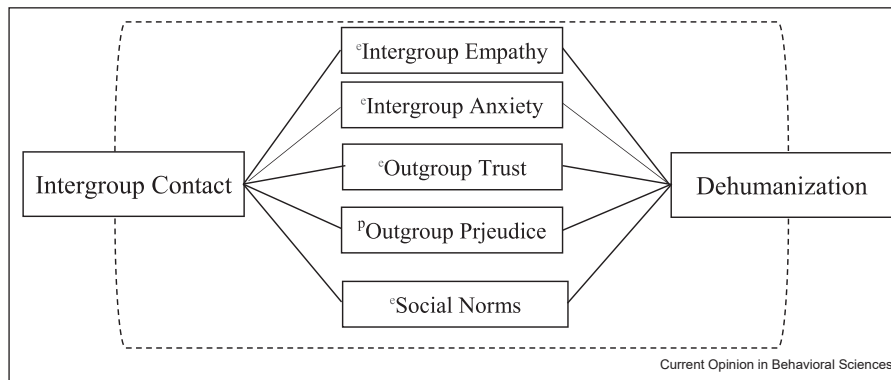 ᵉIntergroup Empathy
ᵉIntergroup Anxiety
Intergroup Contact
ᵉOutgroup Trust
Dehumanization
ᵖOutgroup Prjeudice
ᵉSocial Norms
Current Opinion in Behavioral Sciences